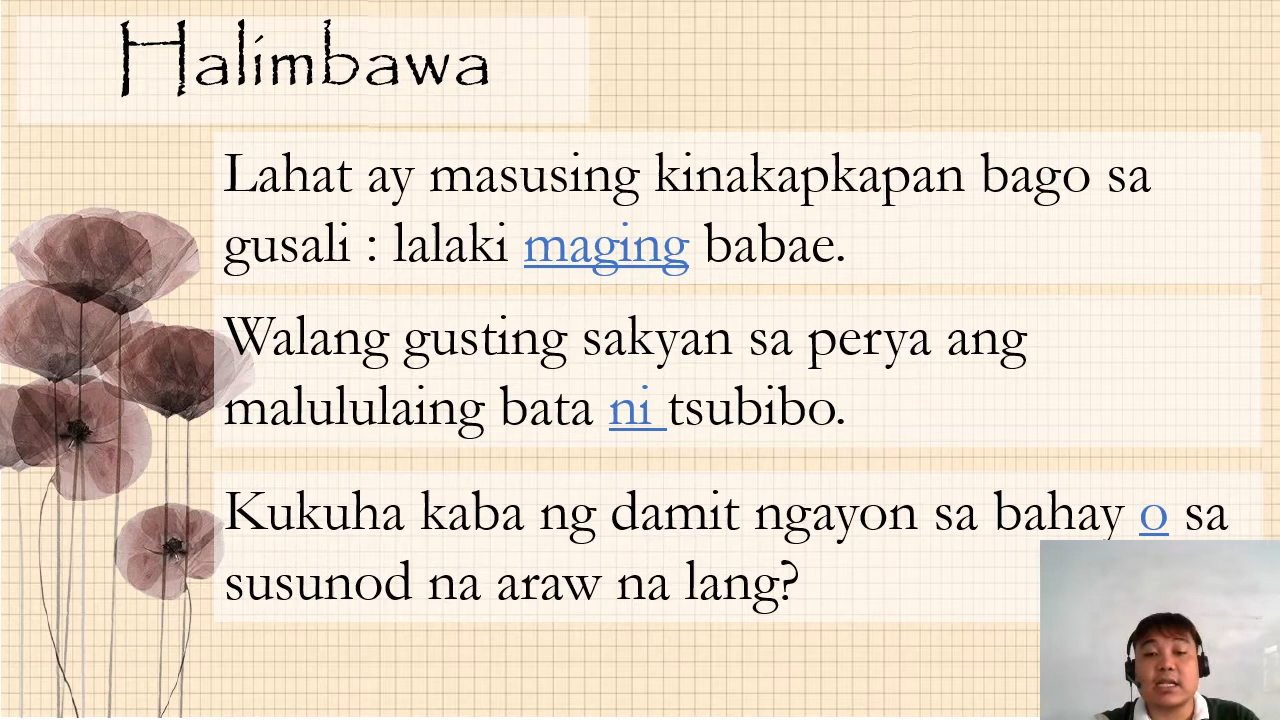 Halimbawa
Lahat ay masusing kinakapkapan bago sa
gusali : lalaki maging babae.
Walang gusting sakyan sa perya ang
malululaing bata ni tsubibo.
Kukuha kaba ng damit ngayon sa bahay o sa
susunod na araw na lang?